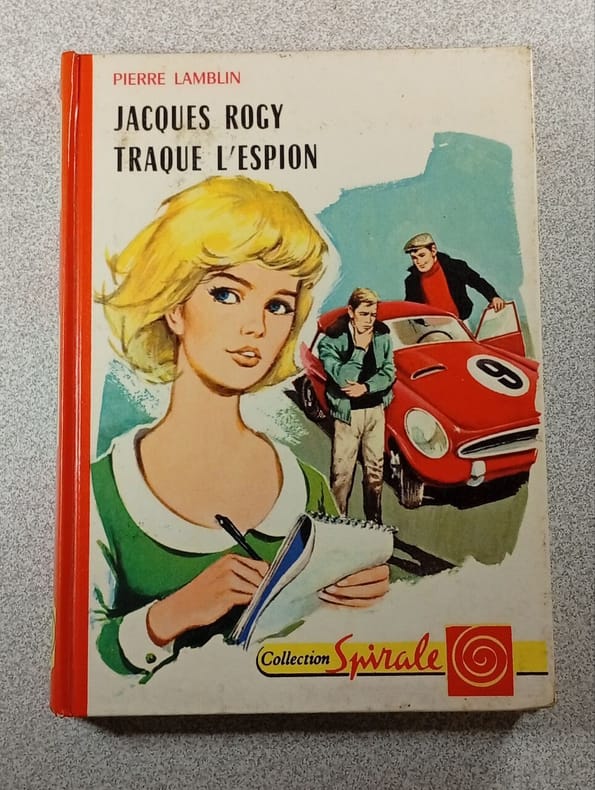 PIERRE LAMBLIN
JACQUES ROGY
TRAQUE L'ESPION
9
Collection Spirale